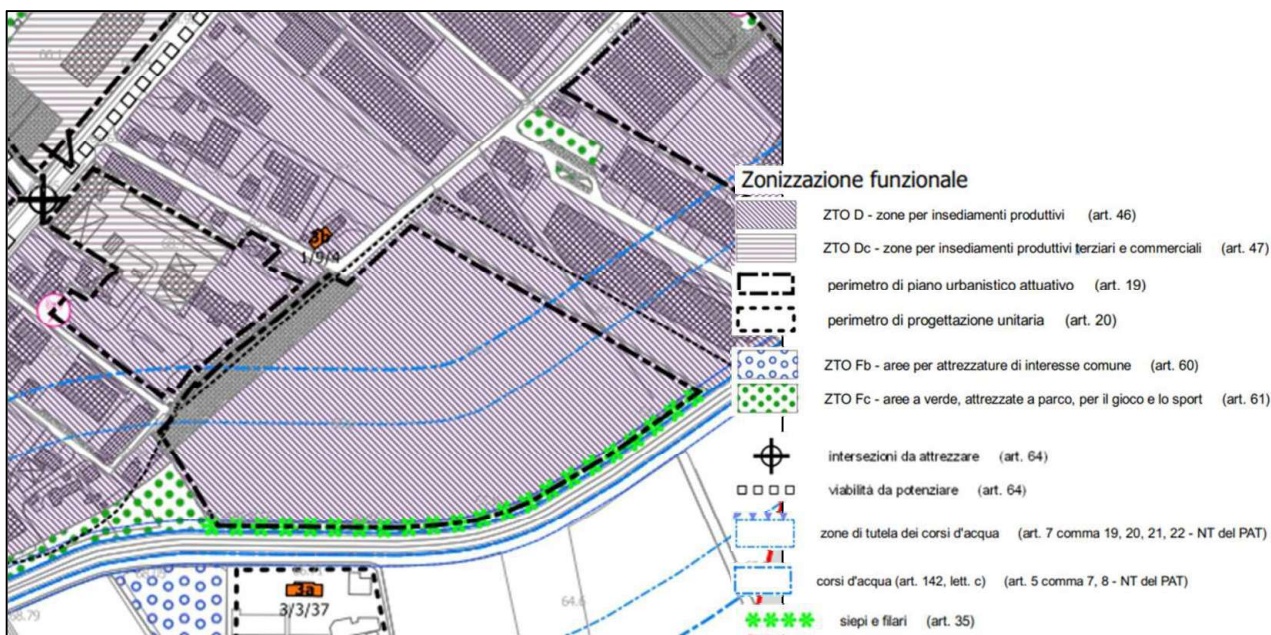 1/9/4
3a
3/3/37
64.6
68.79
Zonizzazione funzionale
ZTO D - zone per insediamenti produttivi (art. 46)
ZTO Dc - zone per insediamenti produttivi terziari e commerciali (art. 47)
perimetro di piano urbanistico attuativo (art. 19)
perimetro di progettazione unitaria (art. 20)
ZTO Fb - aree per attrezzature di interesse comune (art. 60)
ZTO Fc - aree a verde, attrezzate a parco, per il gioco e lo sport (art. 61)
intersezioni da attrezzare (art. 64)
viabilità da potenziare (art. 64)
zone di tutela dei corsi d'acqua (art. 7 comma 19, 20, 21, 22 - NT del PAT)
corsi d'acqua (art. 142, lett. c) (art. 5 comma 7, 8 - NT del PAT)
siepi e filari (art. 35)